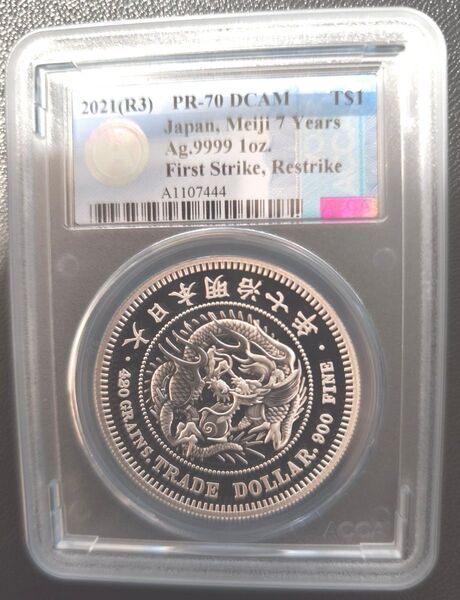 2021(R3) PR-70 DCAM T$1
Japan, Meiji 7 Years
Ag.9999 1oz.
First Strike, Restrike
A1107444
年七治明本日大
· 420 GRAINS. TRADE DOLLAR. 900 FINE ·
ACCA